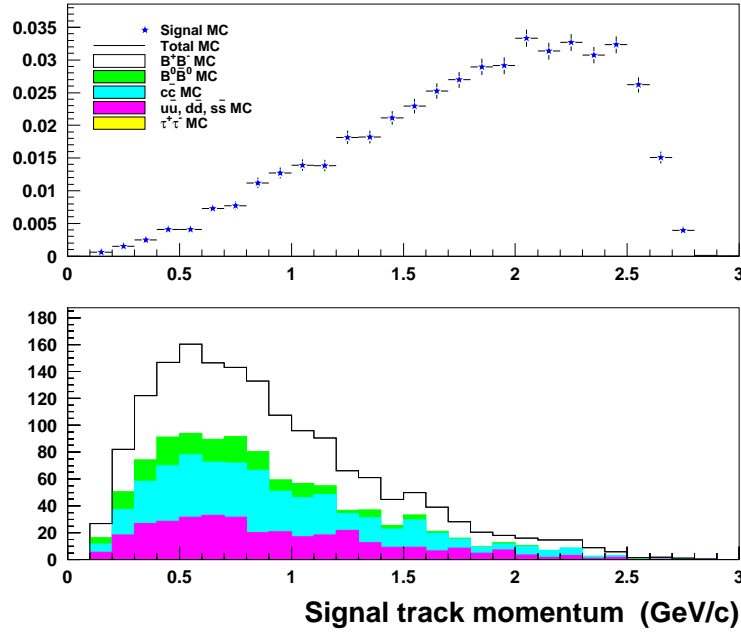 Signal MC
Total MC
B⁺B⁻ MC
B⁰B̄⁰ MC
cc̄ MC
uū, dd̄, ss̄ MC
τ⁺τ⁻ MC
0.035
0.03
0.025
0.02
0.015
0.01
0.005
0
0 0.5 1 1.5 2 2.5 3
180
160
140
120
100
80
60
40
20
0
0 0.5 1 1.5 2 2.5 3
Signal track momentum (GeV/c)